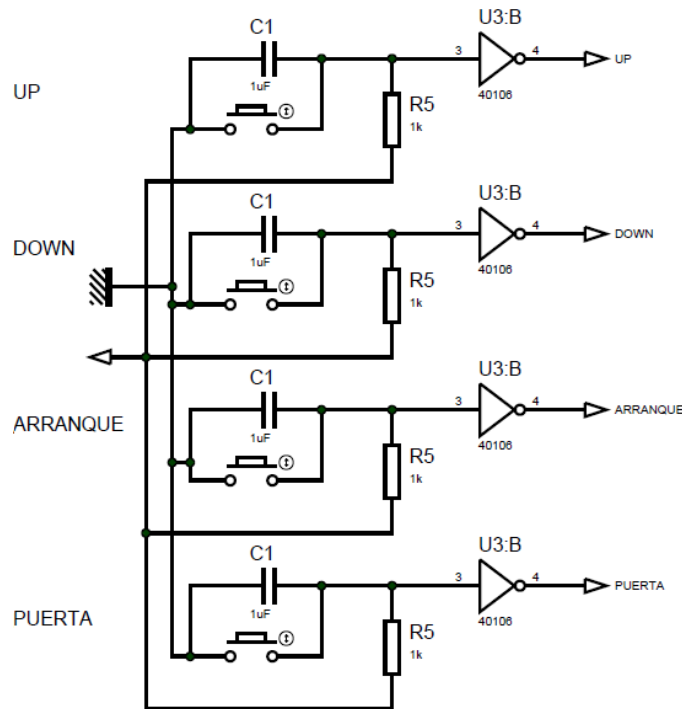 C1
U3:B
3
4
UP
UP
1uF
R5
1k
40106
C1
U3:B
3
4
DOWN
DOWN
1uF
R5
1k
40106
C1
U3:B
3
4
ARRANQUE
ARRANQUE
1uF
R5
1k
40106
C1
U3:B
3
4
PUERTA
PUERTA
1uF
R5
1k
40106